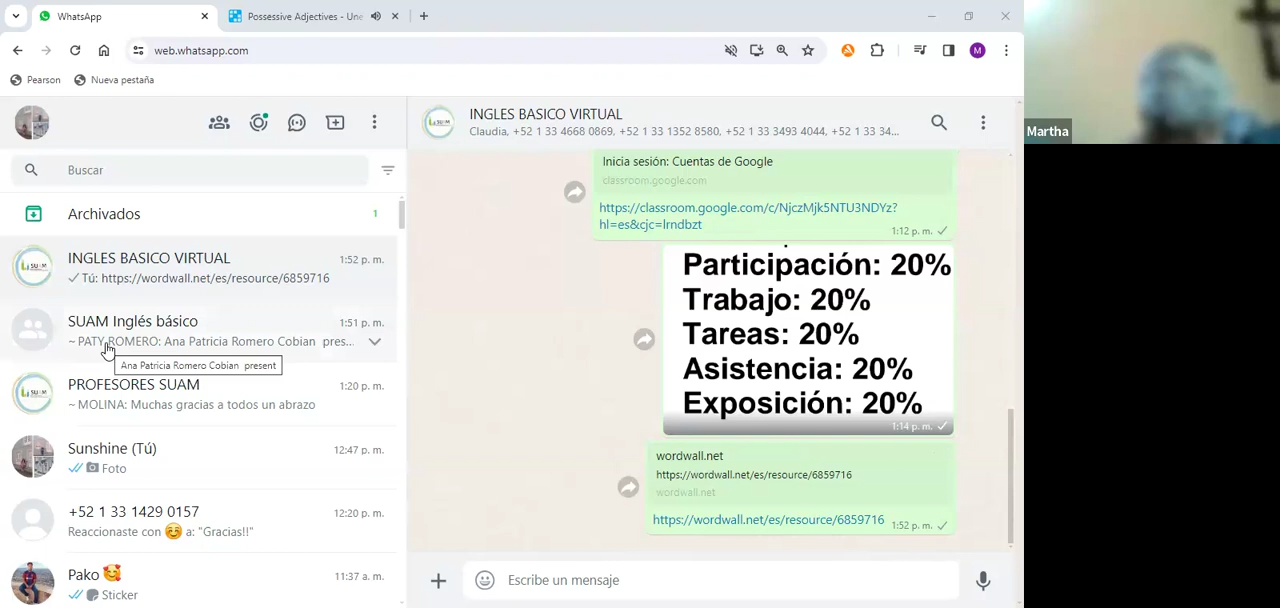 WhatsApp
Possessive Adjectives - Une
web.whatsapp.com
M
Pearson
Nueva pestaña
INGLES BASICO VIRTUAL
Claudia, +52 1 33 4668 0869, +52 1 33 1352 8580, +52 1 33 3493 4044, +52 1 33 34...
Buscar
Archivados
1
INGLES BASICO VIRTUAL
1:52 p. m.
Tú: https://wordwall.net/es/resource/6859716
SUAM Inglés básico
1:51 p. m.
~ PATY ROMERO: Ana Patricia Romero Cobian pres...
Ana Patricia Romero Cobian present
PROFESORES SUAM
1:20 p. m.
~ MOLINA: Muchas gracias a todos un abrazo
Sunshine (Tú)
12:47 p. m.
Foto
+52 1 33 1429 0157
12:20 p. m.
Reaccionaste con 😊 a: "Gracias!!"
Pako 🥰
11:37 a. m.
Sticker
Inicia sesión: Cuentas de Google
classroom.google.com
https://classroom.google.com/c/NjczMjk5NTU3NDYz?
hl=es&cjc=lrndbzt
1:12 p. m.
Participación: 20%
Trabajo: 20%
Tareas: 20%
Asistencia: 20%
Exposición: 20%
1:14 p. m.
wordwall.net
https://wordwall.net/es/resource/6859716
wordwall.net
https://wordwall.net/es/resource/6859716
1:52 p. m.
Escribe un mensaje
Martha